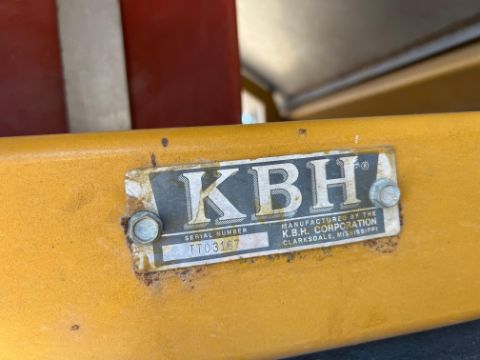 KBH®
SERIAL NUMBER
TT03167
MANUFACTURED BY THE
K.B.H. CORPORATION
CLARKSDALE, MISSISSIPPI